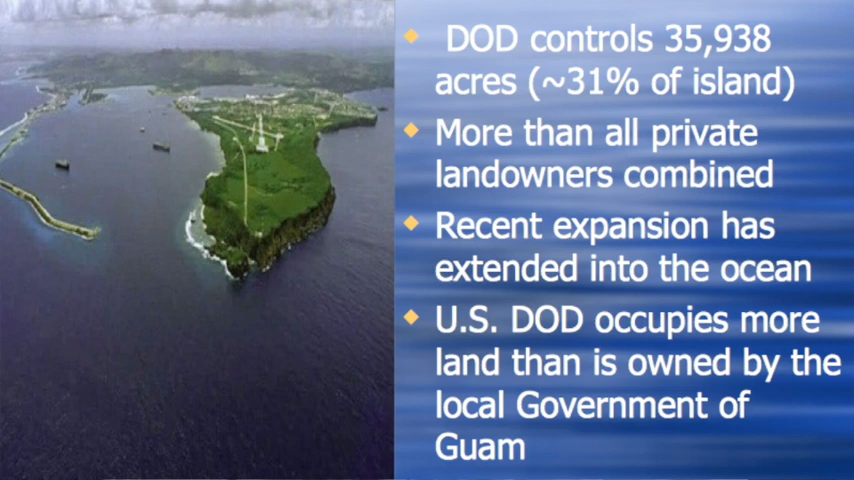 DOD controls 35,938
acres (~31% of island)
More than all private
landowners combined
Recent expansion has
extended into the ocean
U.S. DOD occupies more
land than is owned by the
local Government of
Guam